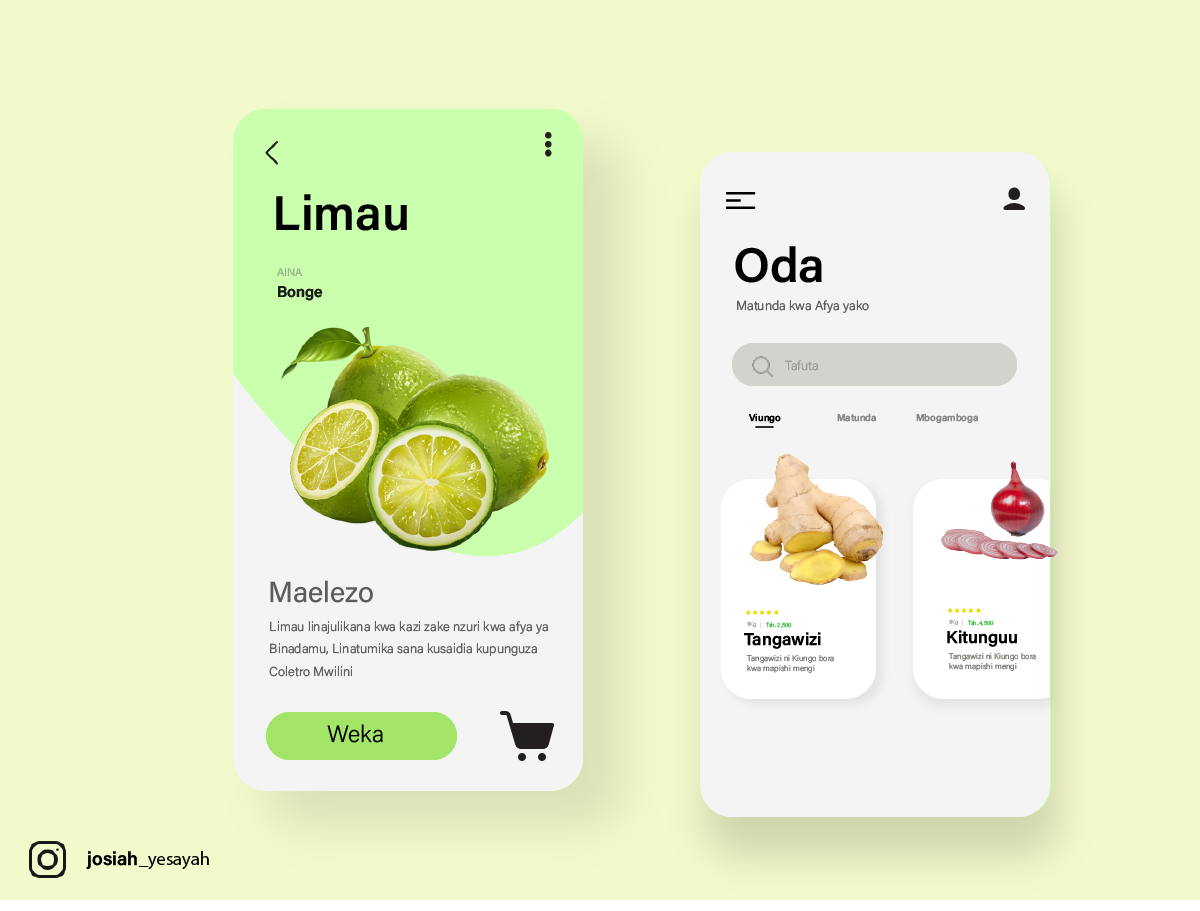 Limau
AINA
Bonge
Maelezo
Limau linajulikana kwa kazi zake nzuri kwa afya ya
Binadamu, Linatumika sana kusaidia kupunguza
Coletro Mwilini
Weka
Oda
Matunda kwa Afya yako
Tafuta
Viungo Matunda Mbogamboga
1Kg | Tsh.2,500
Tangawizi
Tangawizi ni Kiungo bora
kwa mapishi mengi
1Kg | Tsh.4,500
Kitunguu
Tangawizi ni Kiungo bora
kwa mapishi mengi
josiah_yesayah